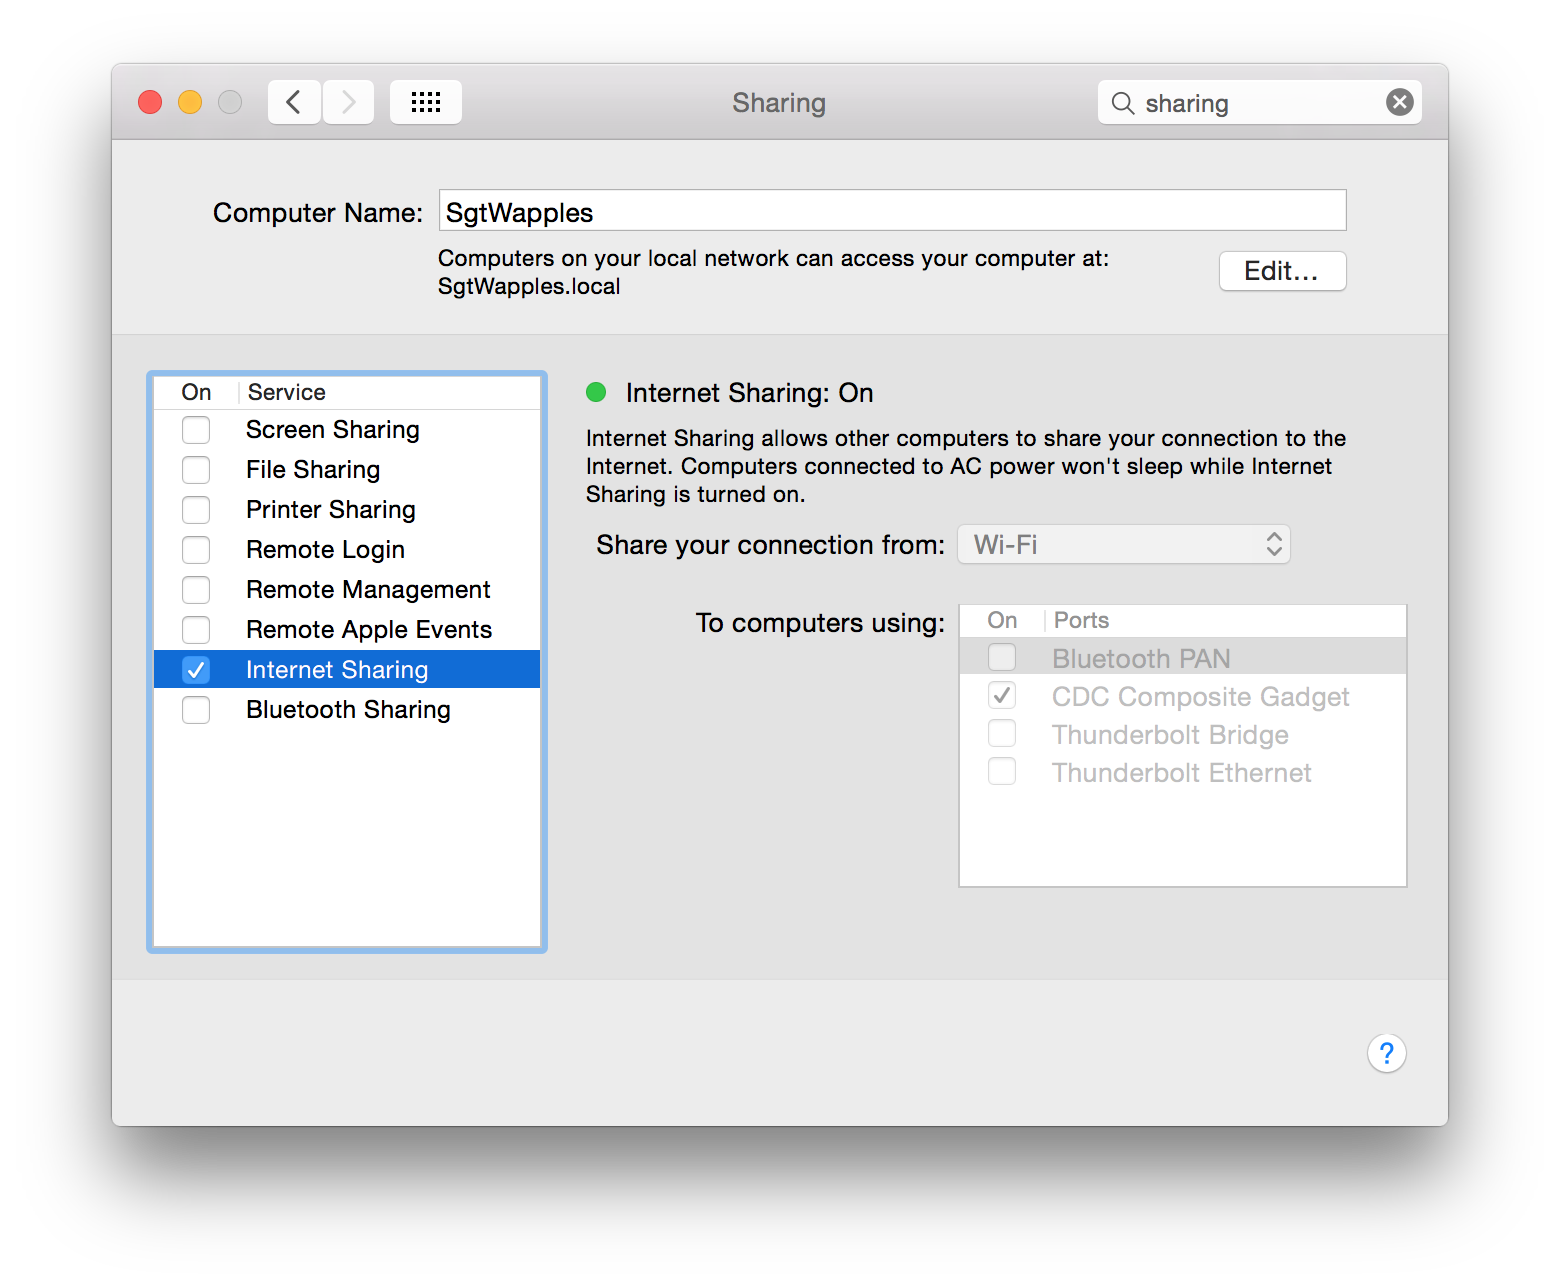 Sharing
sharing
Computer Name: SgtWapples
Computers on your local network can access your computer at:
SgtWapples.local
Edit...
On Service
Screen Sharing
File Sharing
Printer Sharing
Remote Login
Remote Management
Remote Apple Events
Internet Sharing
Bluetooth Sharing
Internet Sharing: On
Internet Sharing allows other computers to share your connection to the
Internet. Computers connected to AC power won't sleep while Internet
Sharing is turned on.
Share your connection from: Wi-Fi
To computers using:
On Ports
Bluetooth PAN
CDC Composite Gadget
Thunderbolt Bridge
Thunderbolt Ethernet
?